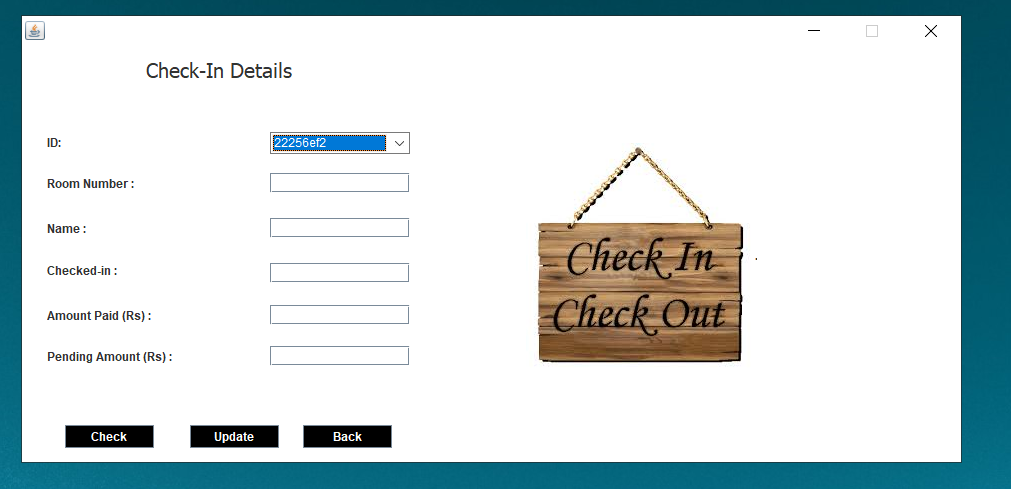 Check-In Details
ID:
22256ef2
Room Number :
Name :
Checked-in :
Amount Paid (Rs) :
Pending Amount (Rs) :
Check
Update
Back
Check In
Check Out